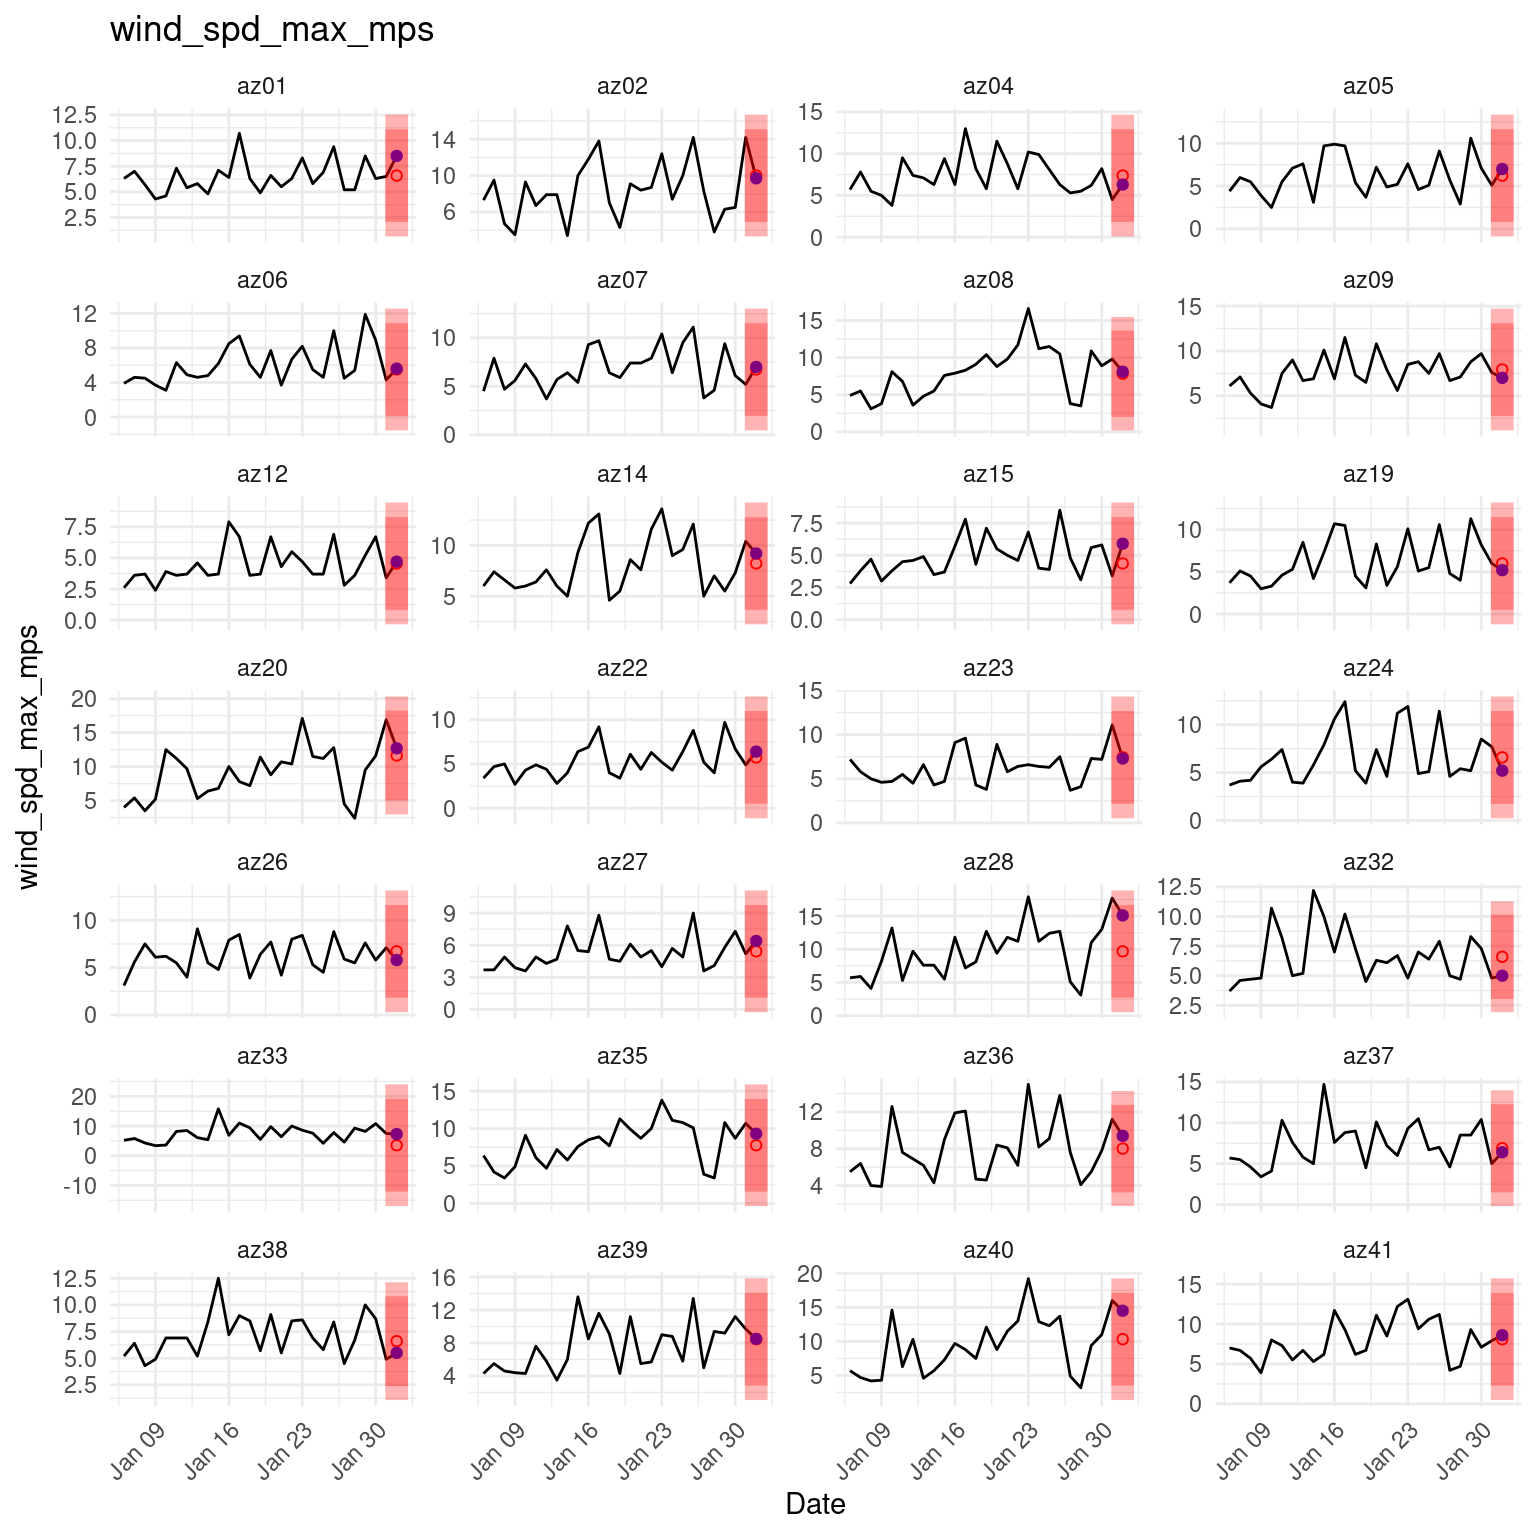 wind_spd_max_mps
az01 az02 az04 az05
12.5 10.0 7.5 5.0 2.5
14 10 6
15 10 5 0
10 5 0
az06 az07 az08 az09
12 8 4 0
10 5 0
15 10 5 0
15 10 5
az12 az14 az15 az19
7.5 5.0 2.5 0.0
10 5
7.5 5.0 2.5 0.0
10 5 0
az20 az22 az23 az24
20 15 10 5
10 5 0
15 10 5 0
10 5 0
az26 az27 az28 az32
10 5 0
9 6 3 0
15 10 5 0
12.5 10.0 7.5 5.0 2.5
az33 az35 az36 az37
20 10 0 -10
15 10 5 0
12 8 4
15 10 5 0
az38 az39 az40 az41
12.5 10.0 7.5 5.0 2.5
16 12 8 4
20 15 10 5
15 10 5 0
wind_spd_max_mps
Jan 09 Jan 16 Jan 23 Jan 30
Jan 09 Jan 16 Jan 23 Jan 30
Jan 09 Jan 16 Jan 23 Jan 30
Jan 09 Jan 16 Jan 23 Jan 30
Date